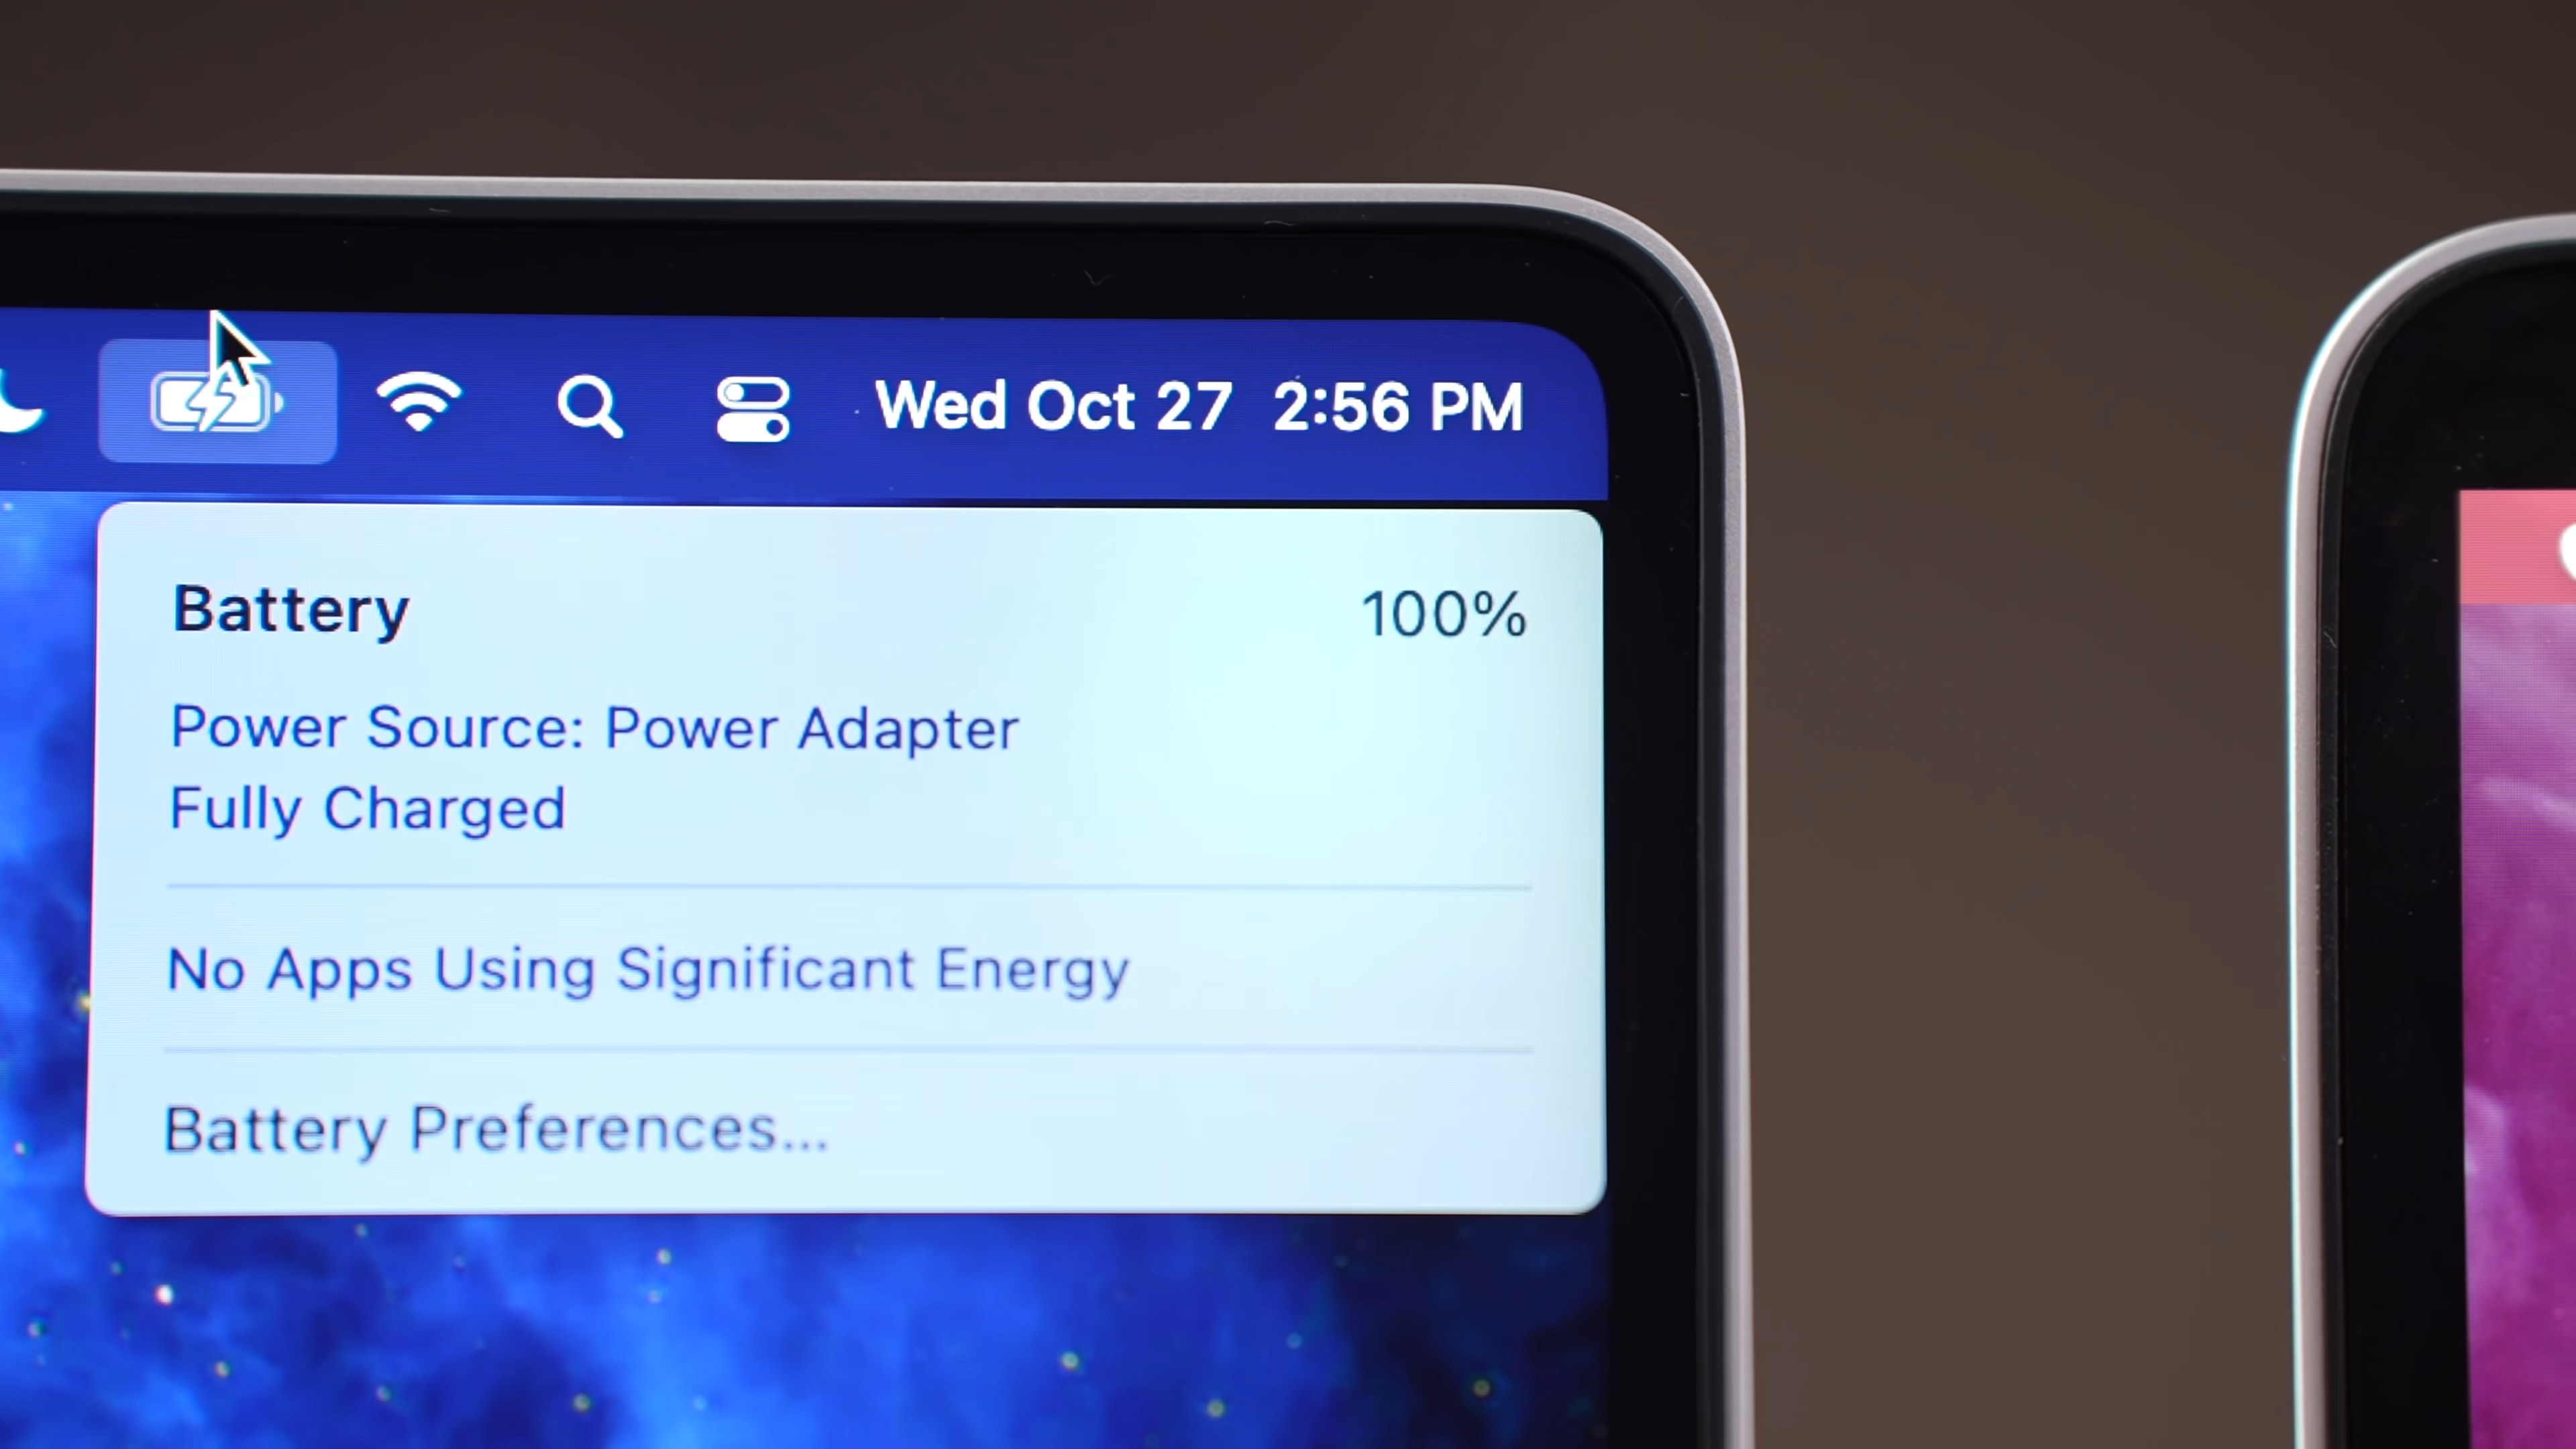 Wed Oct 27 2:56 PM
Battery 100%
Power Source: Power Adapter
Fully Charged
No Apps Using Significant Energy
Battery Preferences...